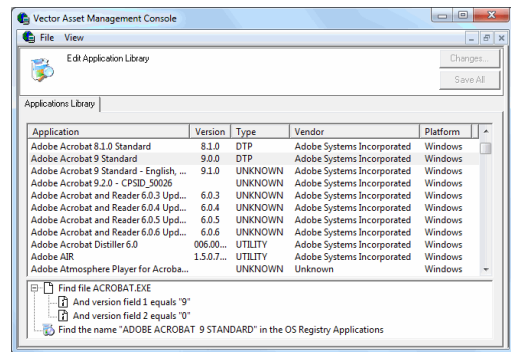 Vector Asset Management Console
File View
Edit Application Library
Changes...
Save All
Applications Library
Application Version Type Vendor Platform
Adobe Acrobat 8.1.0 Standard 8.1.0 DTP Adobe Systems Incorporated Windows
Adobe Acrobat 9 Standard 9.0.0 DTP Adobe Systems Incorporated Windows
Adobe Acrobat 9 Standard - English, ... 9.1.0 UNKNOWN Adobe Systems Incorporated Windows
Adobe Acrobat 9.2.0 - CPSID_50026 UNKNOWN Adobe Systems Incorporated Windows
Adobe Acrobat and Reader 6.0.3 Upd... 6.0.3 UNKNOWN Adobe Systems Incorporated Windows
Adobe Acrobat and Reader 6.0.4 Upd... 6.0.4 UNKNOWN Adobe Systems Incorporated Windows
Adobe Acrobat and Reader 6.0.5 Upd... 6.0.5 UNKNOWN Adobe Systems Incorporated Windows
Adobe Acrobat and Reader 6.0.6 Upd... 6.0.6 UNKNOWN Adobe Systems Incorporated Windows
Adobe Acrobat Distiller 6.0 006.00... UTILITY Adobe Systems Incorporated Windows
Adobe AIR 1.5.0.7... UTILITY Adobe Systems Incorporated Windows
Adobe Atmosphere Player for Acroba... UNKNOWN Unknown Windows
Find file ACROBAT.EXE
And version field 1 equals "9"
And version field 2 equals "0"
Find the name "ADOBE ACROBAT 9 STANDARD" in the OS Registry Applications